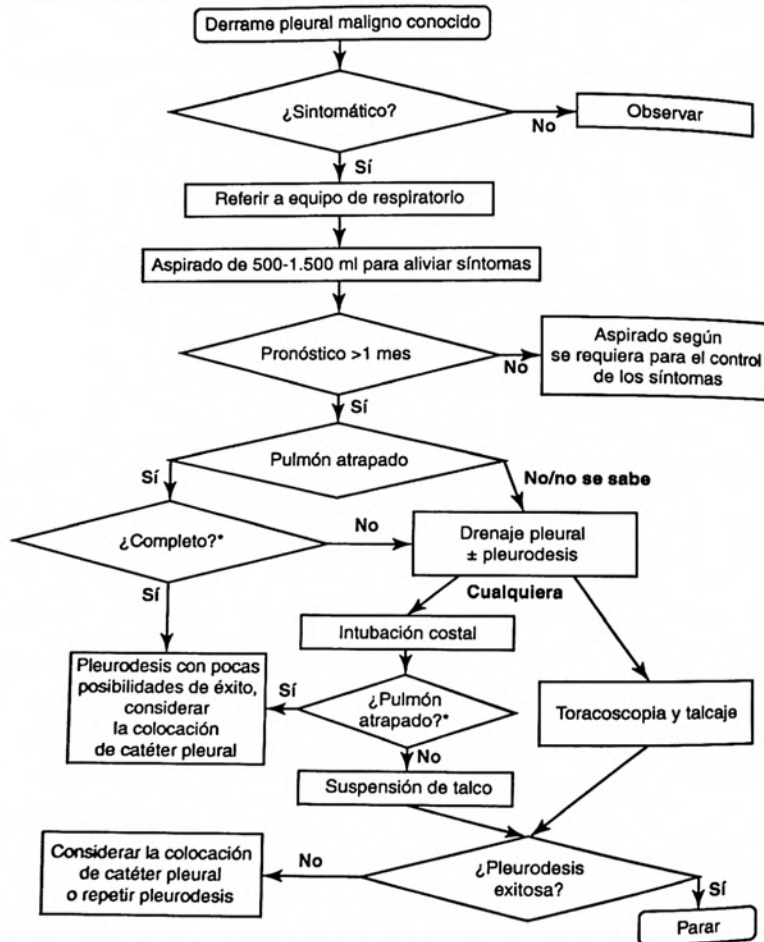 Derrame pleural maligno conocido
¿Sintomático?
No
Observar
Sí
Referir a equipo de respiratorio
Aspirado de 500-1.500 ml para aliviar síntomas
Pronóstico >1 mes
No
Aspirado según
se requiera para el control
de los síntomas
Sí
Pulmón atrapado
Sí
No/no se sabe
¿Completo?*
No
Drenaje pleural
± pleurodesis
Sí
Cualquiera
Intubación costal
Pleurodesis con pocas
posibilidades de éxito,
considerar
la colocación
de catéter pleural
Sí
¿Pulmón
atrapado?*
Toracoscopia y talcaje
No
Suspensión de talco
Considerar la colocación
de catéter pleural
o repetir pleurodesis
No
¿Pleurodesis
exitosa?
Sí
Parar